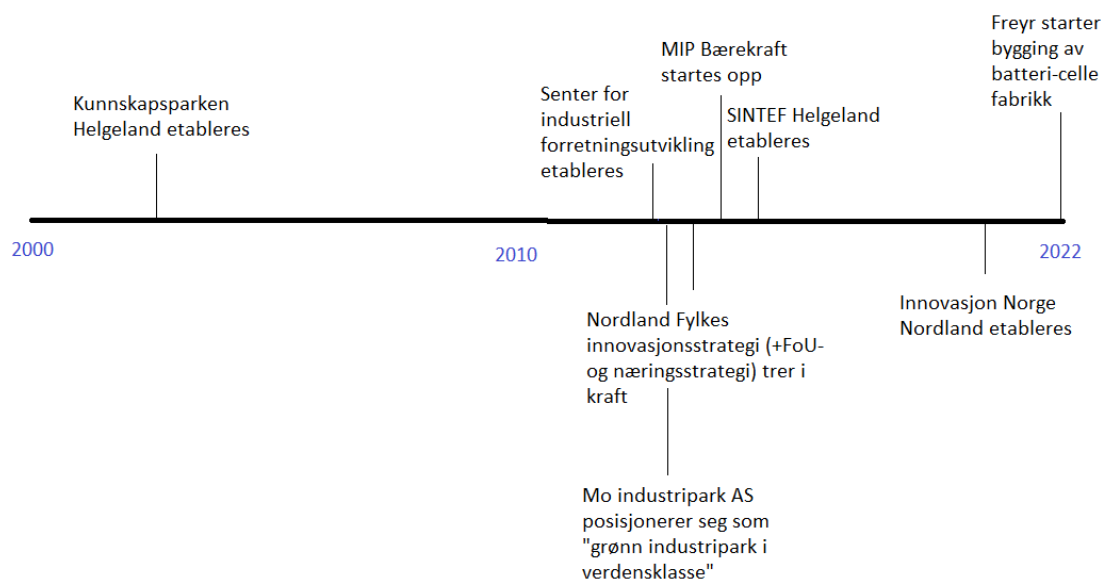 Kunnskapsparken
Helgeland etableres
Senter for
industriell
forretningsutvikling
etableres
MIP Bærekraft
startes opp
SINTEF Helgeland
etableres
Freyr starter
bygging av
batteri-celle
fabrikk
2000
2010
2022
Nordland Fylkes
innovasjonsstrategi (+FoU-
og næringsstrategi) trer i
kraft
Innovasjon Norge
Nordland etableres
Mo industripark AS
posisjonerer seg som
"grønn industripark i
verdensklasse"